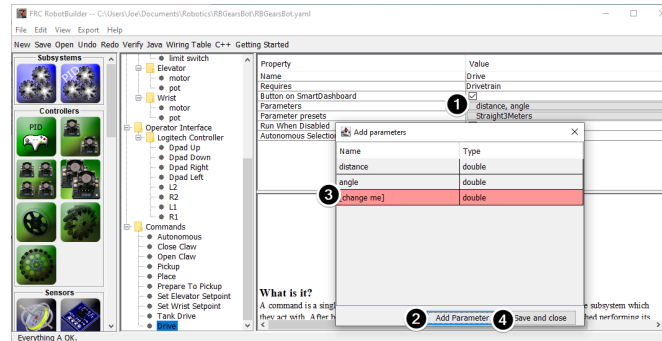 FRC RobotBuilder -- C:\Users\Joe\Documents\Robotics\RBGearsBot\RBGearsBot.yaml
File Edit View Export Help
New Save Open Undo Redo Verify Java Wiring Table C++ Getting Started
Subsystems
PID
Controllers
PID
Sensors
limit switch
Elevator
motor
pot
Wrist
motor
pot
Operator Interface
Logitech Controller
Dpad Up
Dpad Down
Dpad Right
Dpad Left
L2
R2
L1
R1
Commands
Autonomous
Close Claw
Open Claw
Pickup
Place
Prepare To Pickup
Set Elevator Setpoint
Set Wrist Setpoint
Tank Drive
Drive
Property Value
Name Drive
Requires Drivetrain
Button on SmartDashboard
Parameters 1 distance, angle
Parameter presets Straight3Meters
Run When Disabled
Autonomous Selection
Add parameters
Name Type
distance double
angle double
3 [change me] double
What is it?
A command is a sing e subsystem which
they act with. After b hed performing its
2 Add Parameter 4 Save and close
Everything A OK.